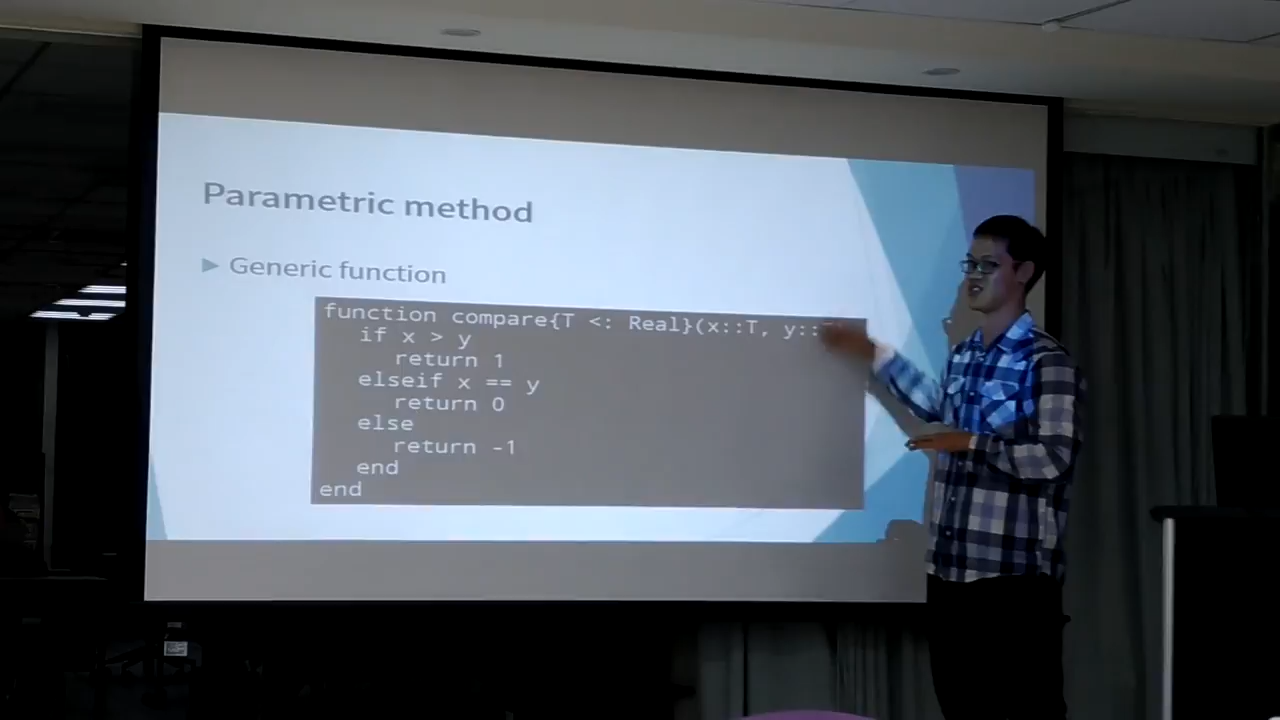 Parametric method
Generic function
function compare{T <: Real}(x::T, y::
if x > y
return 1
elseif x == y
return 0
else
return -1
end
end